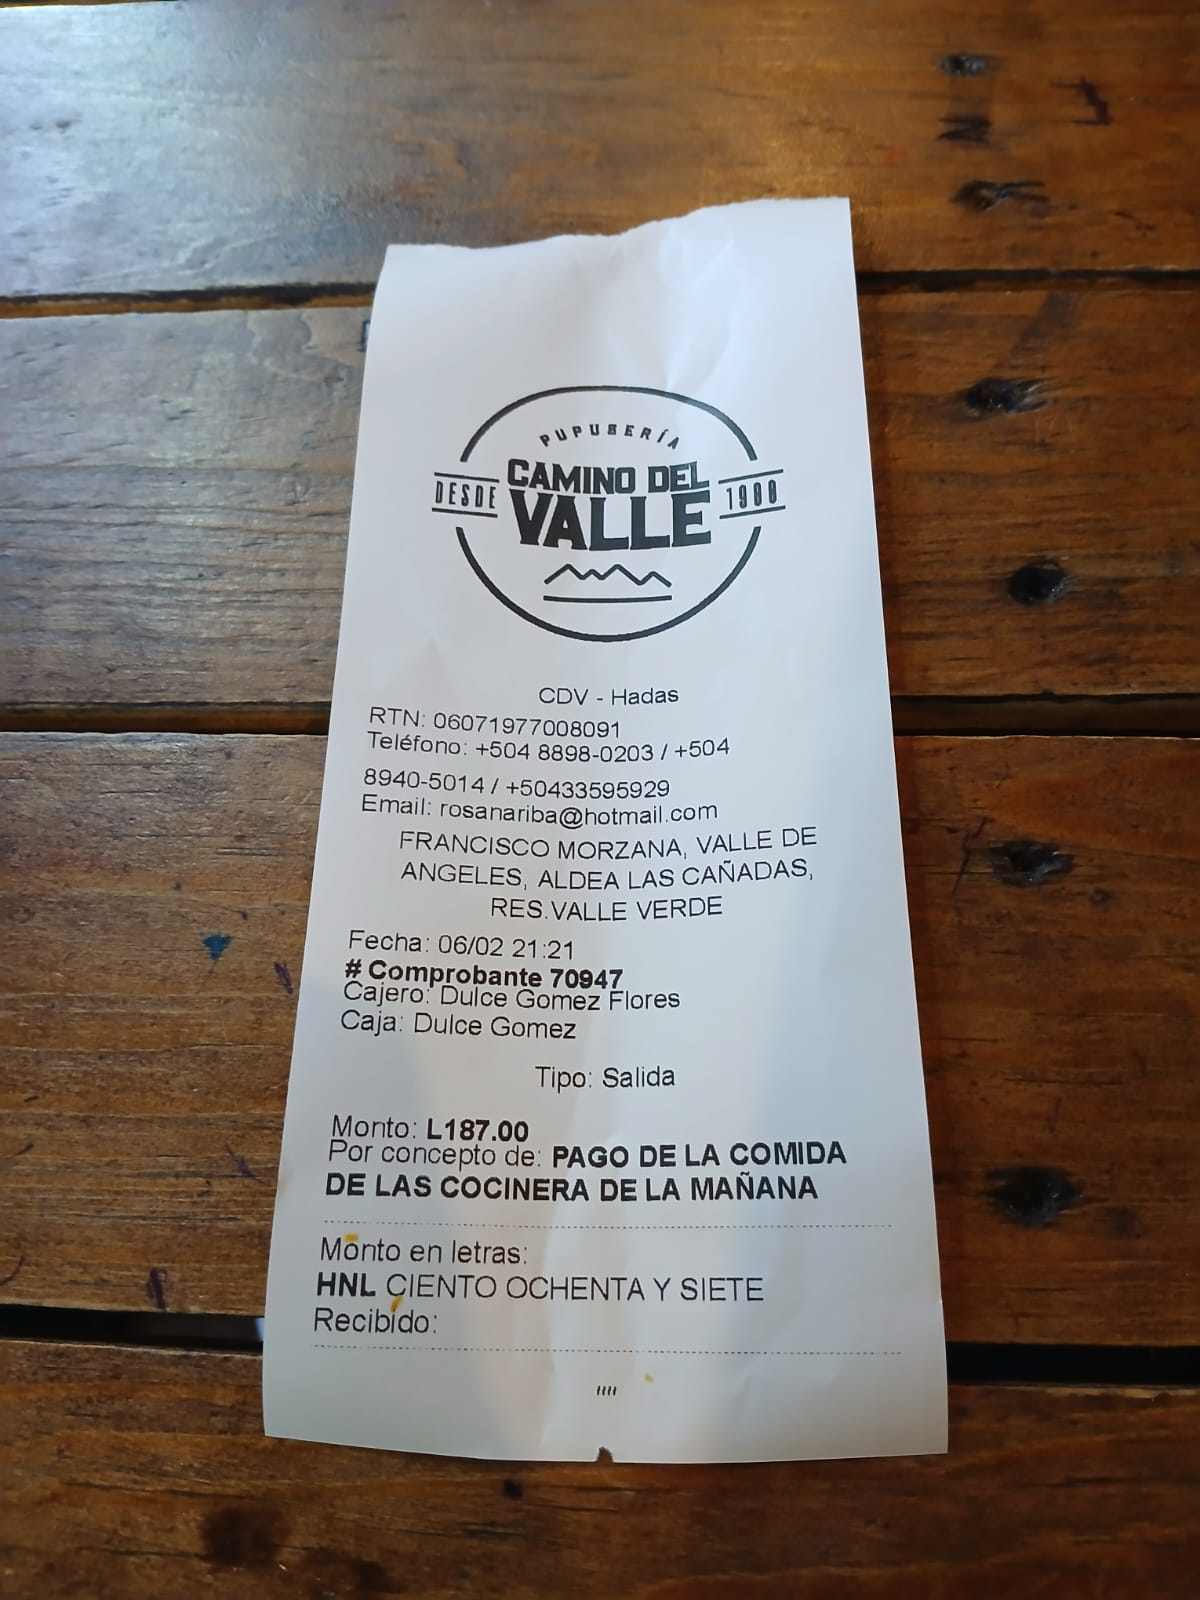 PUPUSERÍA
CAMINO DEL
DESDE VALLE 1988
CDV - Hadas
RTN: 06071977008091
Teléfono: +504 8898-0203 / +504
8940-5014 / +50433595929
Email: rosanariba@hotmail.com
FRANCISCO MORZANA, VALLE DE
ANGELES, ALDEA LAS CAÑADAS,
RES.VALLE VERDE
Fecha: 06/02 21:21
# Comprobante 70947
Cajero: Dulce Gomez Flores
Caja: Dulce Gomez
Tipo: Salida
Monto: L187.00
Por concepto de: PAGO DE LA COMIDA
DE LAS COCINERA DE LA MAÑANA
Monto en letras:
HNL CIENTO OCHENTA Y SIETE
Recibido: